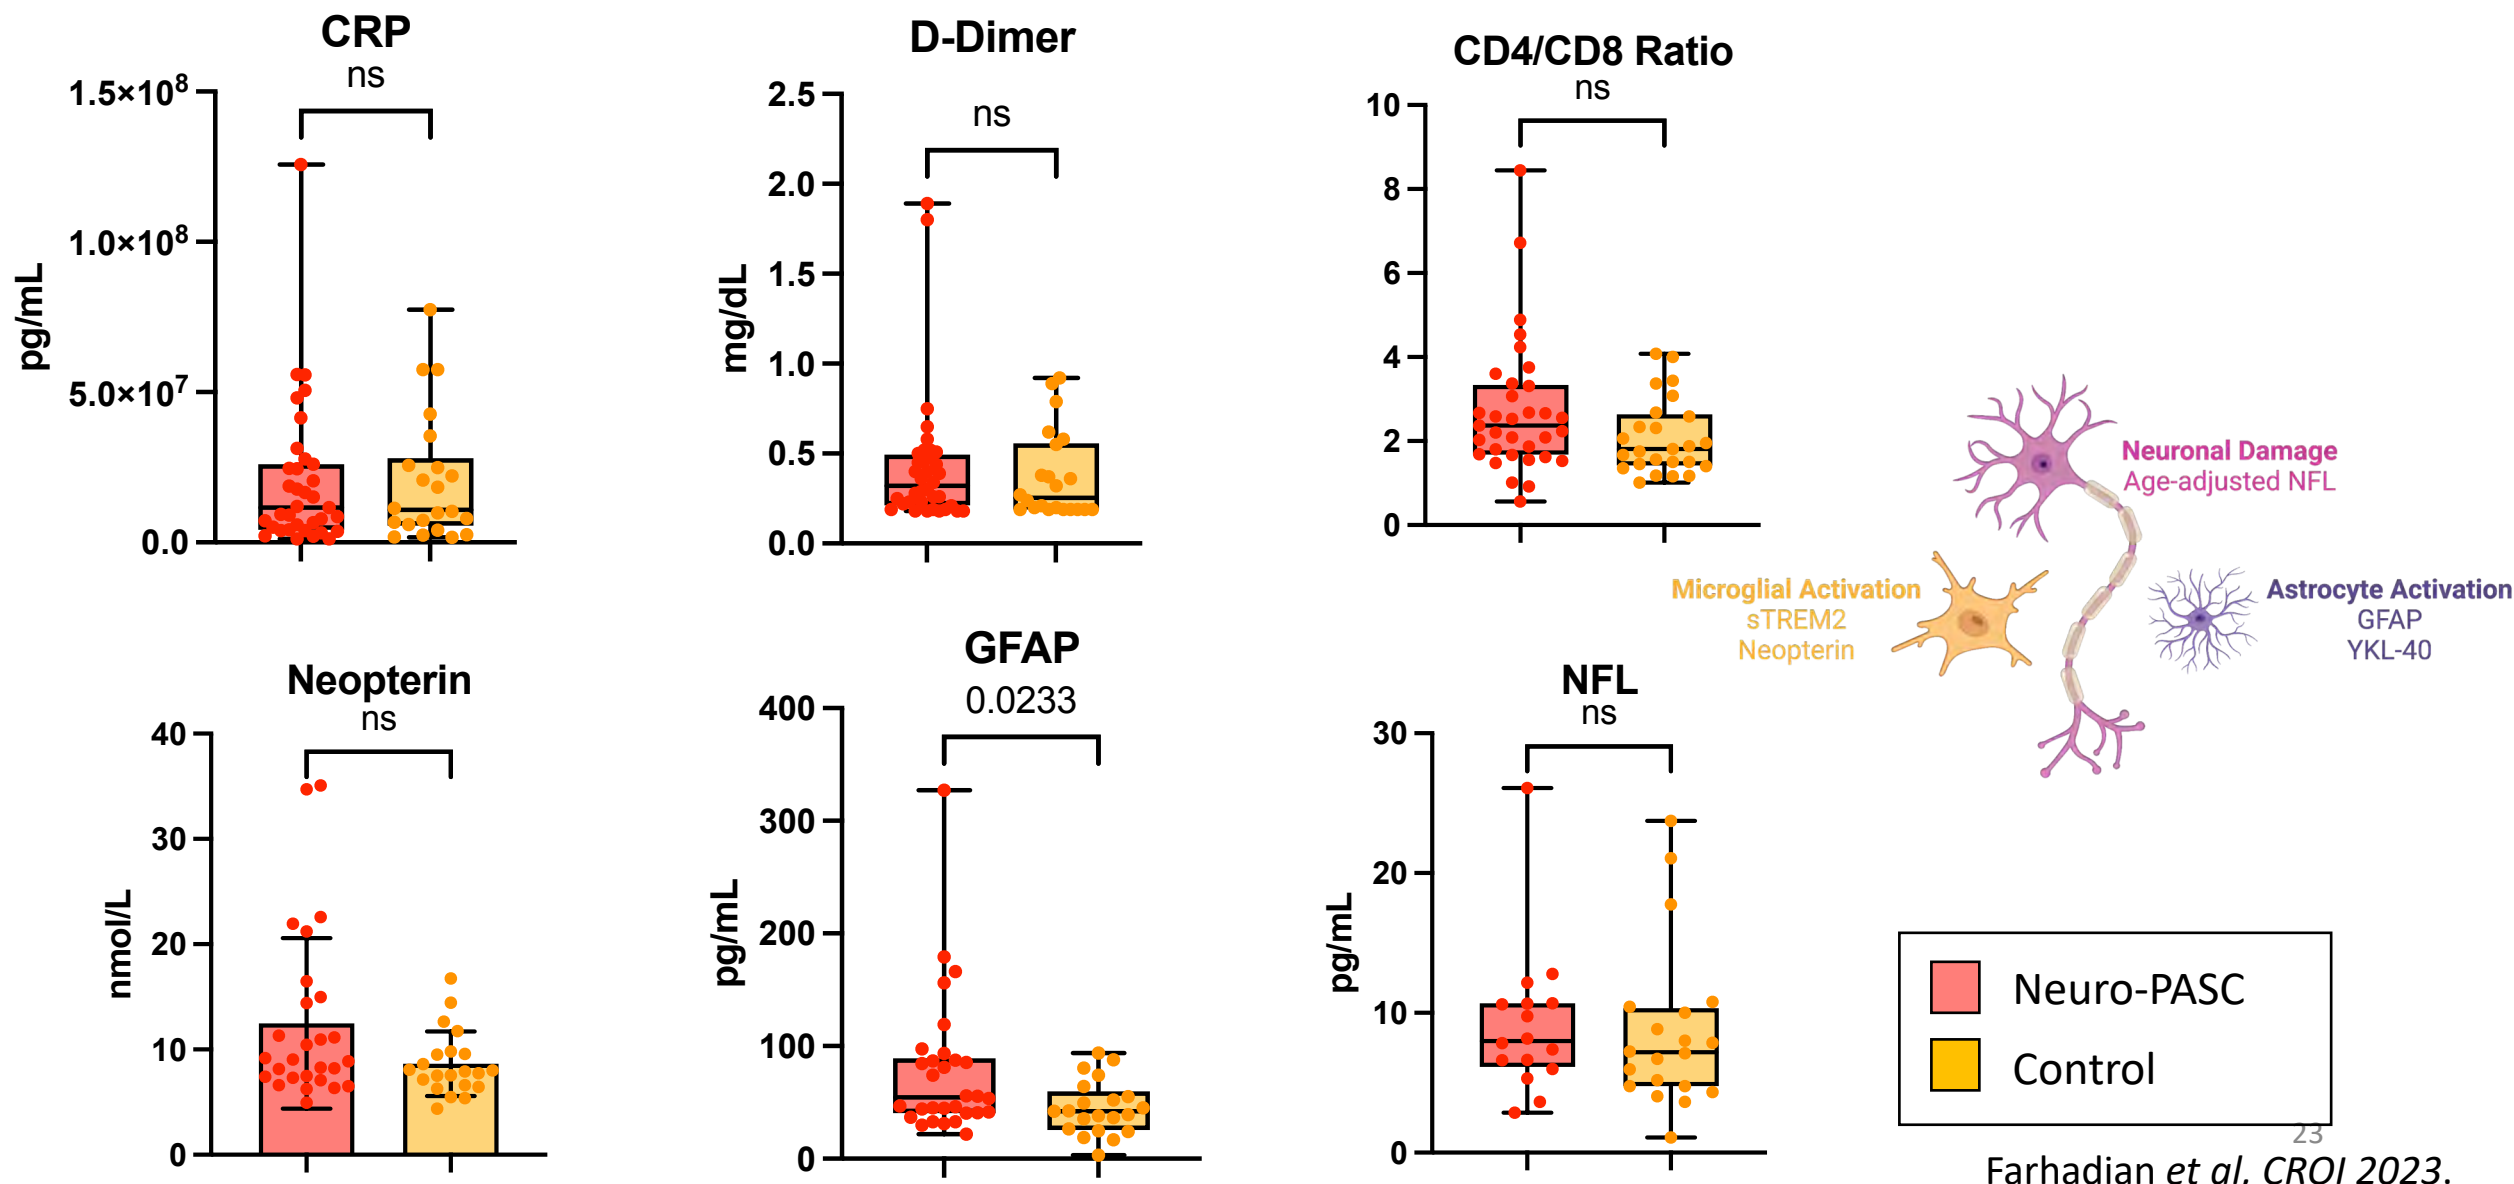 CRP
ns
1.5×10⁸
1.0×10⁸
5.0×10⁷
0.0
pg/mL
D-Dimer
ns
2.5
2.0
1.5
1.0
0.5
0.0
mg/dL
CD4/CD8 Ratio
ns
10
8
6
4
2
0
Neuronal Damage
Age-adjusted NFL
Microglial Activation
sTREM2
Neopterin
Astrocyte Activation
GFAP
YKL-40
Neopterin
ns
40
30
20
10
0
nmol/L
GFAP
0.0233
400
300
200
100
0
pg/mL
NFL
ns
30
20
10
0
pg/mL
Neuro-PASC
Control
23
Farhadian et al. CROI 2023.